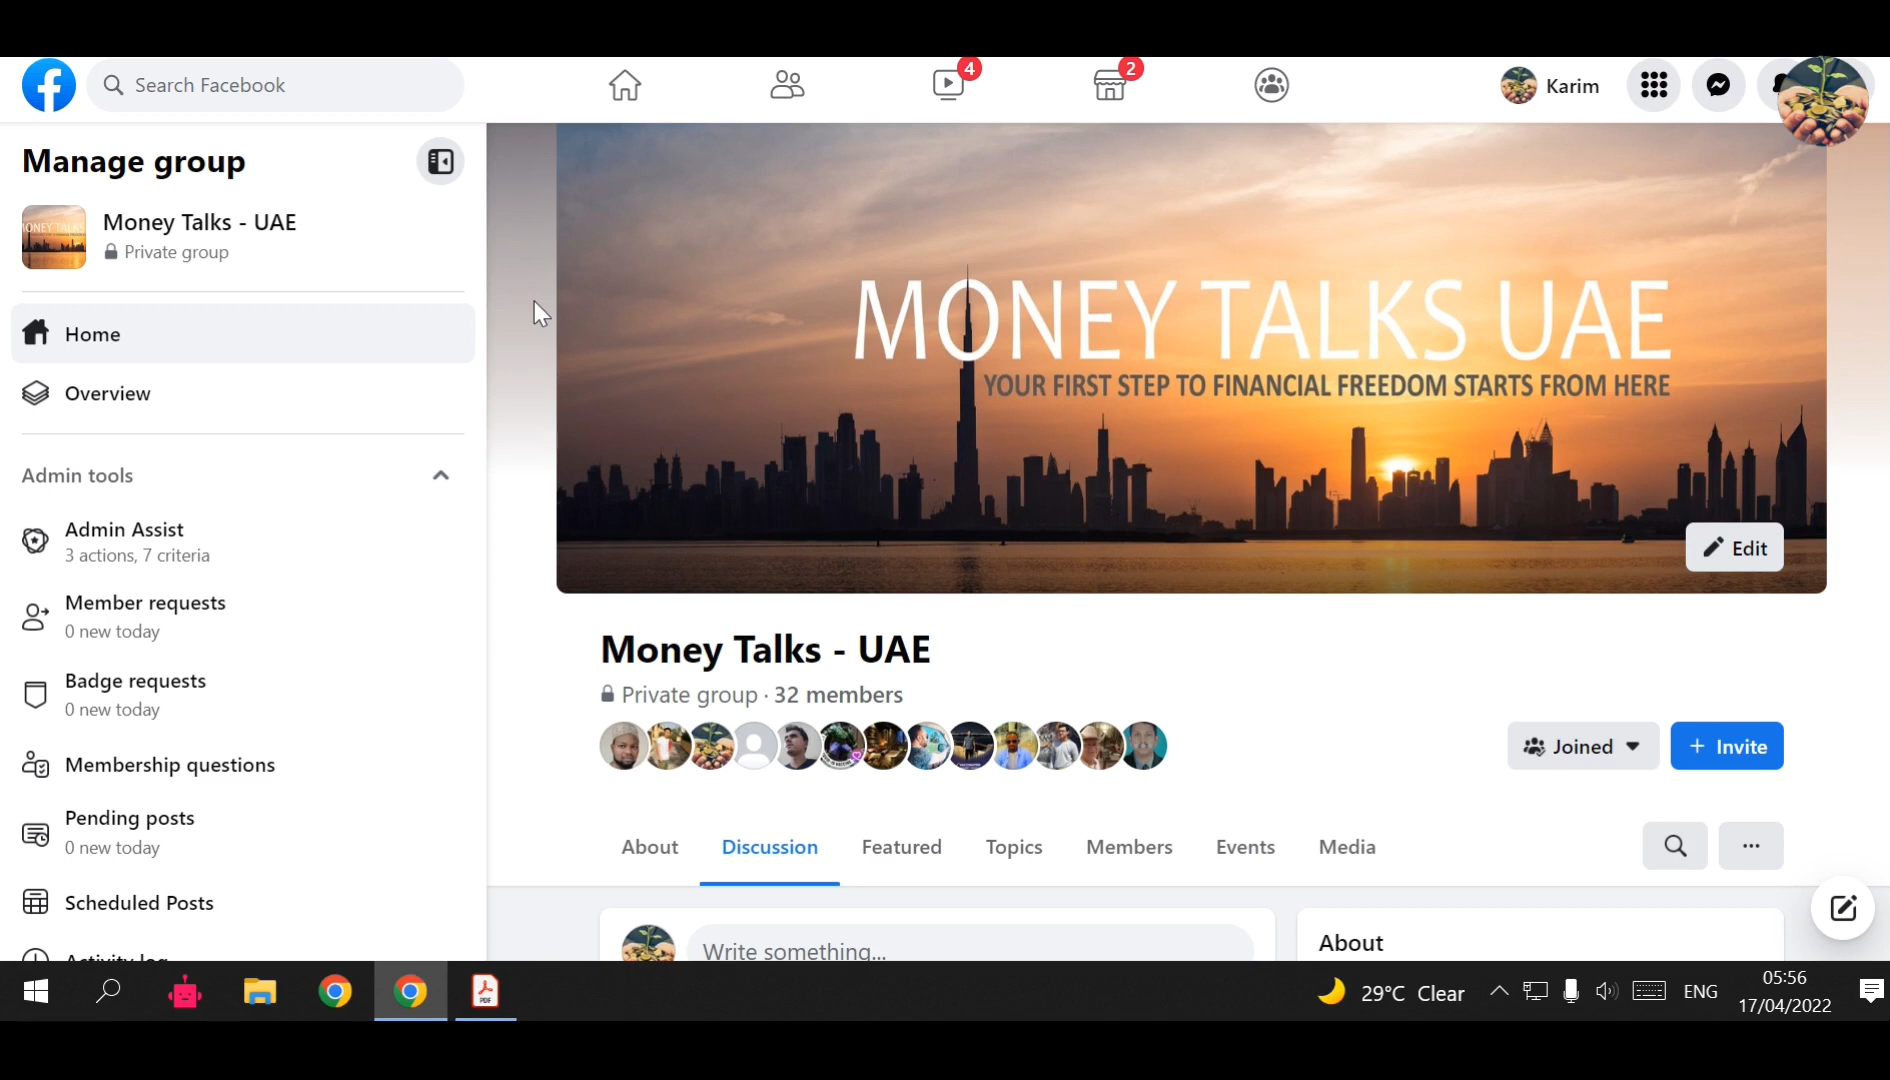 Search Facebook
4
2
Karim
Manage group
Money Talks - UAE
Private group
Home
Overview
Admin tools
Admin Assist
3 actions, 7 criteria
Member requests
0 new today
Badge requests
0 new today
Membership questions
Pending posts
0 new today
Scheduled Posts
Activity log
MONEY TALKS UAE
YOUR FIRST STEP TO FINANCIAL FREEDOM STARTS FROM HERE
Edit
Money Talks - UAE
Private group · 32 members
Joined
+ Invite
About Discussion Featured Topics Members Events Media
Write something...
About
PDF
29°C Clear
ENG
05:56
17/04/2022